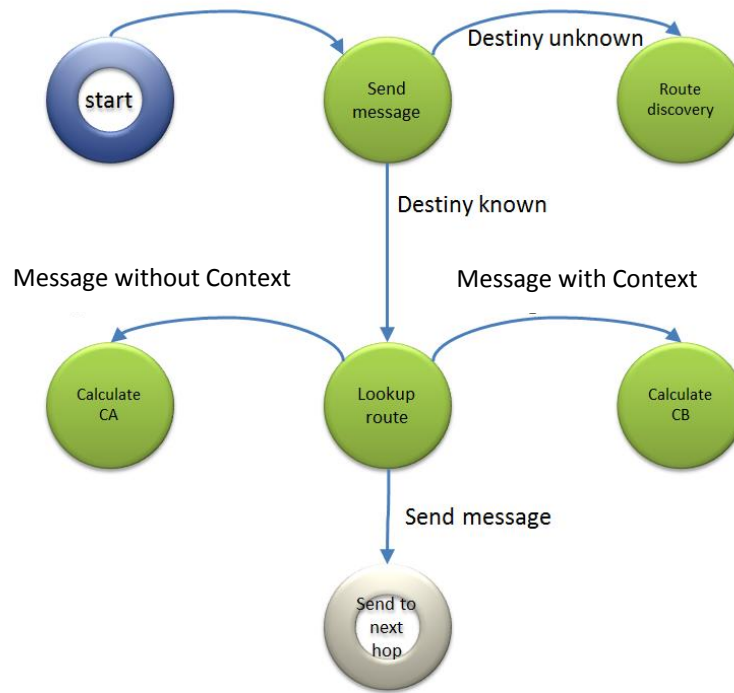 Destiny unknown
start
Send
message
Route
discovery
Destiny known
Message without Context
Message with Context
Calculate
CA
Lookup
route
Calculate
CB
Send message
Send to
next
hop